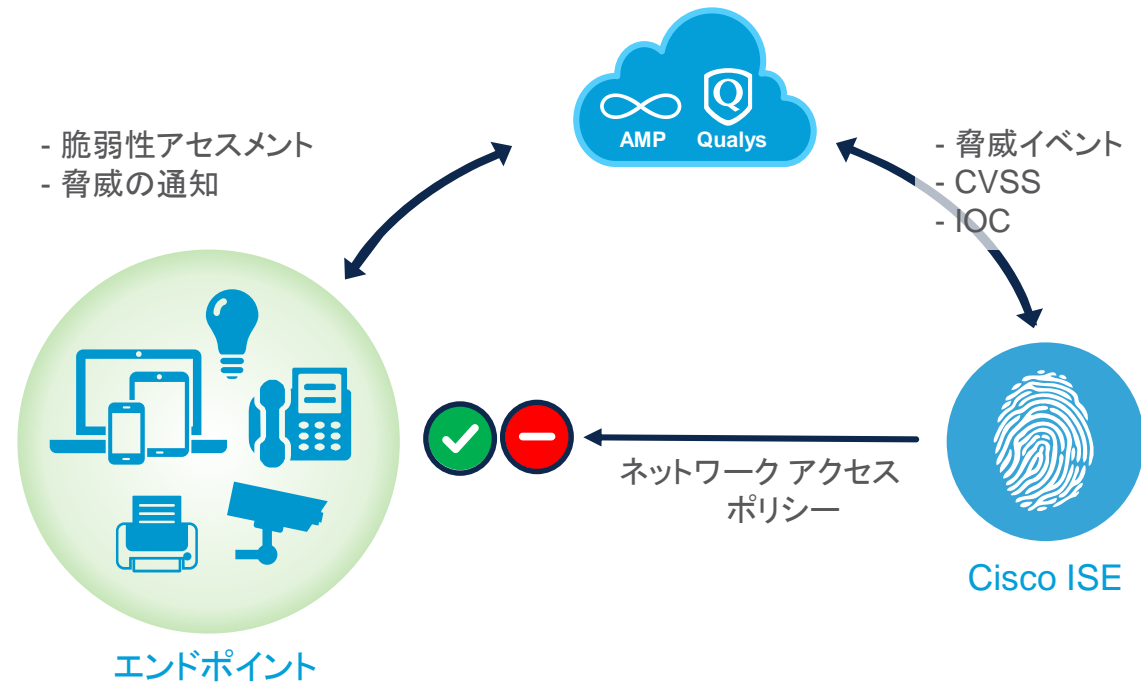 AMP Qualys
- 脆弱性アセスメント
- 脅威の通知
- 脅威イベント
- CVSS
- IOC
ネットワーク アクセス
ポリシー
Cisco ISE
エンドポイント